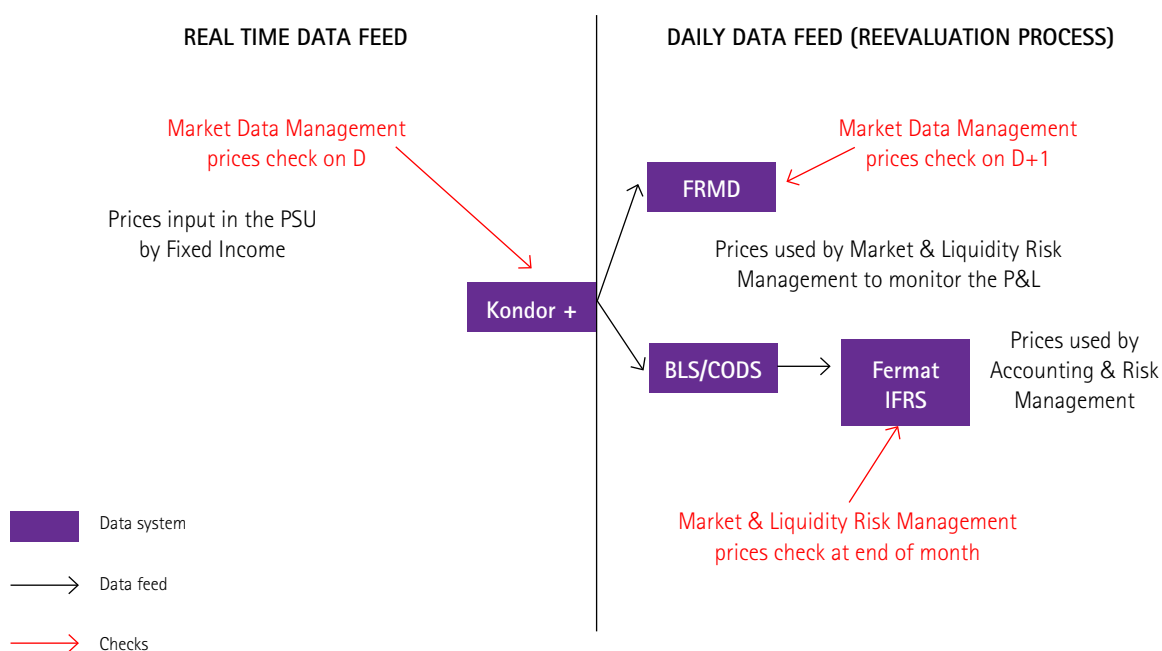 REAL TIME DATA FEED
DAILY DATA FEED (REEVALUATION PROCESS)
Market Data Management
prices check on D
Market Data Management
prices check on D+1
FRMD
Prices input in the PSU
by Fixed Income
Prices used by Market & Liquidity Risk
Management to monitor the P&L
Kondor +
BLS/CODS
Fermat
IFRS
Prices used by
Accounting & Risk
Management
Market & Liquidity Risk Management
prices check at end of month
Data system
Data feed
Checks